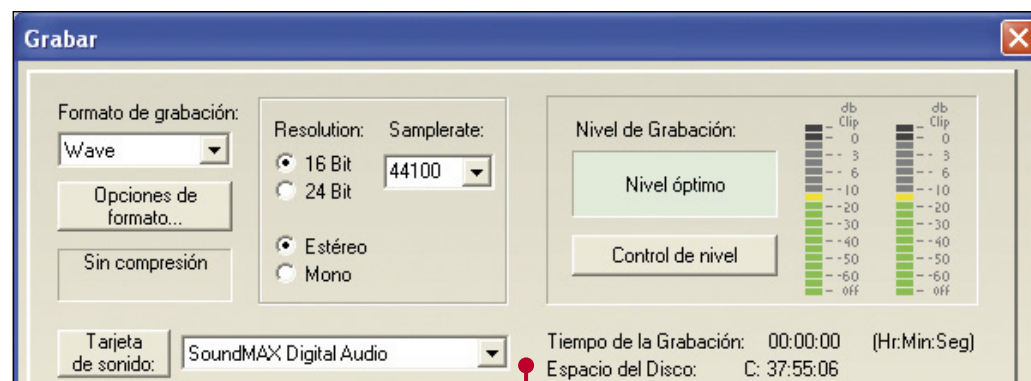 Grabar
Formato de grabación:
Wave
Opciones de
formato...
Sin compresión
Resolution:
16 Bit
24 Bit
Estéreo
Mono
Samplerate:
44100
Nivel de Grabación:
Nivel óptimo
Control de nivel
db
Clip
0
- 3
- 6
-10
-20
-30
-40
-50
-60
off
db
Clip
0
- 3
- 6
-10
-20
-30
-40
-50
-60
off
Tarjeta
de sonido:
SoundMAX Digital Audio
Tiempo de la Grabación: 00:00:00 (Hr:Min:Seg)
Espacio del Disco: C: 37:55:06